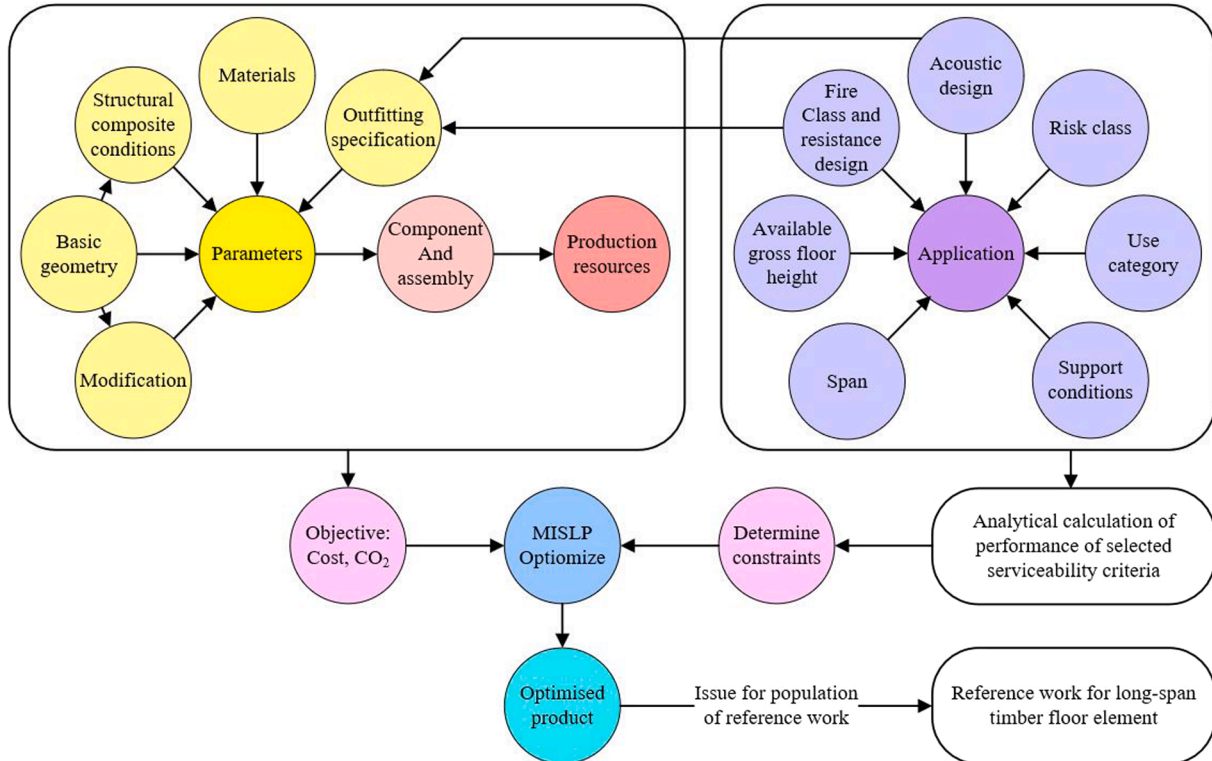 Materials
Structural
composite
conditions
Outfitting
specification
Basic
geometry
Parameters
Component
And
assembly
Production
resources
Modification
Acoustic
design
Fire
Class and
resistance
design
Risk class
Available
gross floor
height
Application
Use
category
Span
Support
conditions
Objective:
Cost, CO₂
MISLP
Optiomize
Determine
constraints
Analytical calculation of
performance of selected
serviceability criteria
Optimised
product
Issue for population
of reference work
Reference work for long-span
timber floor element